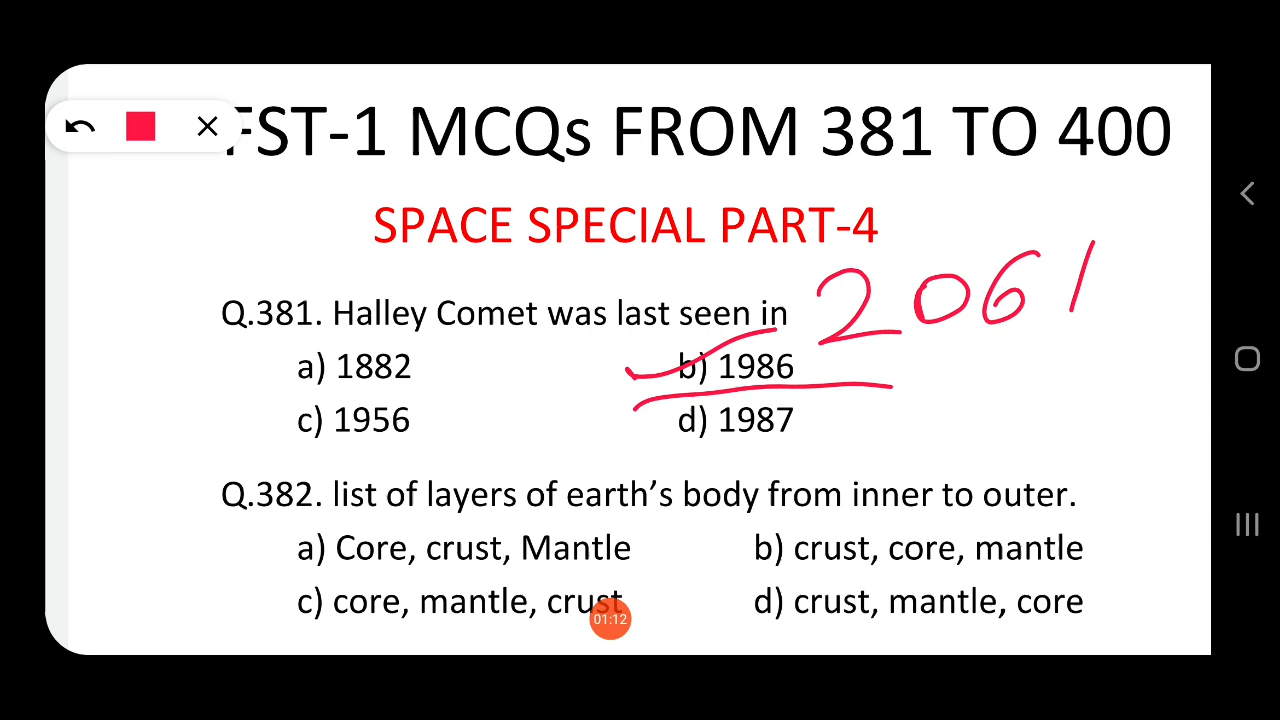 FST-1 MCQs FROM 381 TO 400
SPACE SPECIAL PART-4
2061
Q.381. Halley Comet was last seen in
a) 1882 b) 1986
c) 1956 d) 1987
Q.382. list of layers of earth’s body from inner to outer.
a) Core, crust, Mantle b) crust, core, mantle
c) core, mantle, crust d) crust, mantle, core
01:12